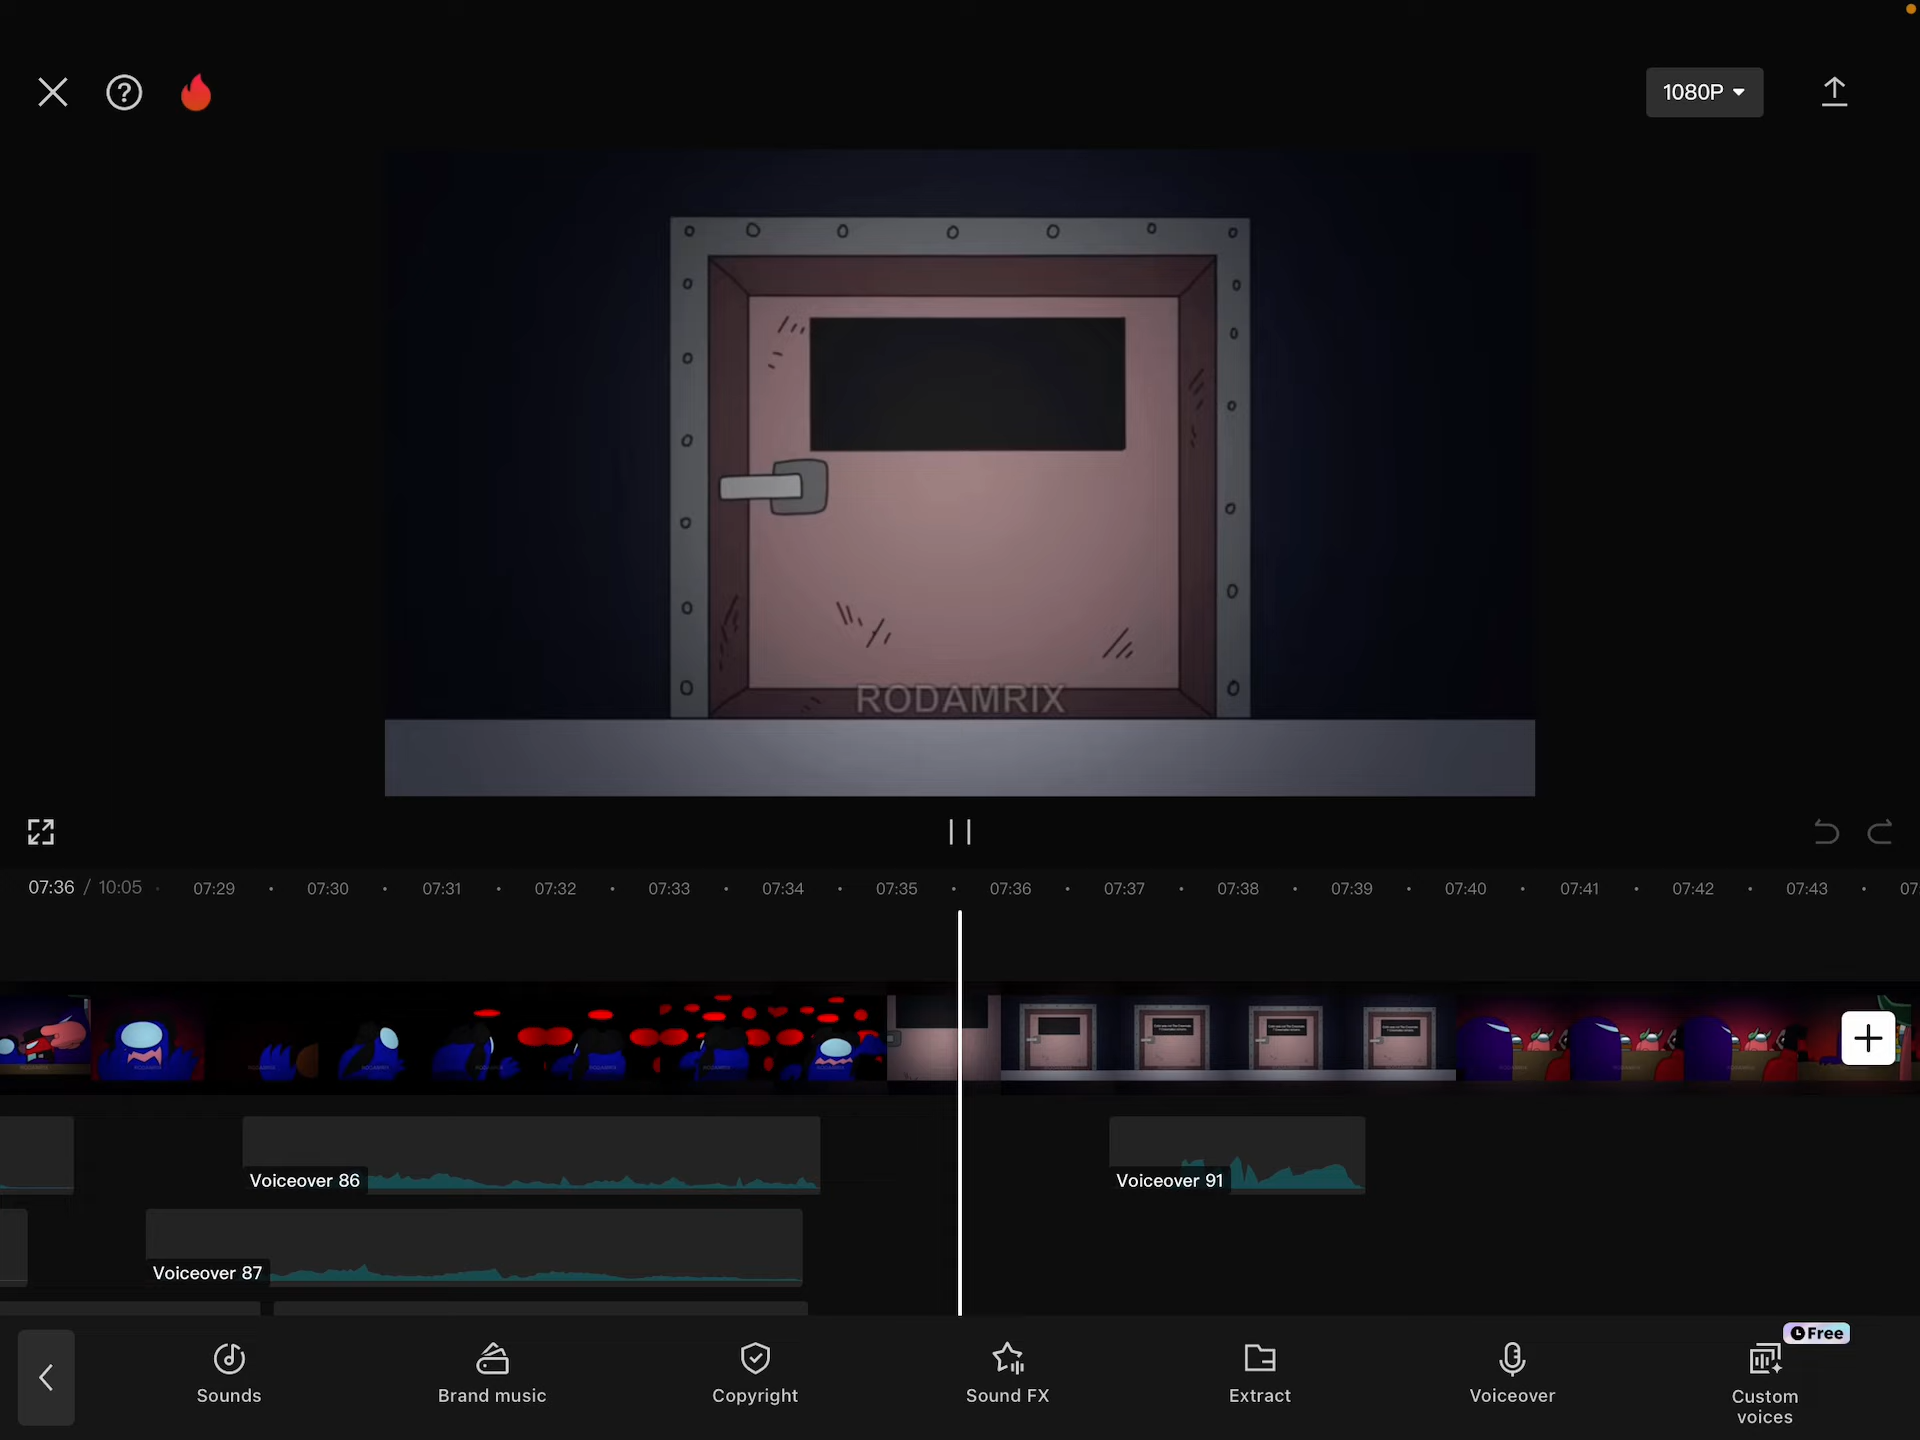 1080P
RODAMRIX
07:36 / 10:05 07:29 07:30 07:31 07:32 07:33 07:34 07:35 07:36 07:37 07:38 07:39 07:40 07:41 07:42 07:43 07:
Voiceover 86
Voiceover 91
Voiceover 87
Free
Sounds
Brand music
Copyright
Sound FX
Extract
Voiceover
Custom
voices